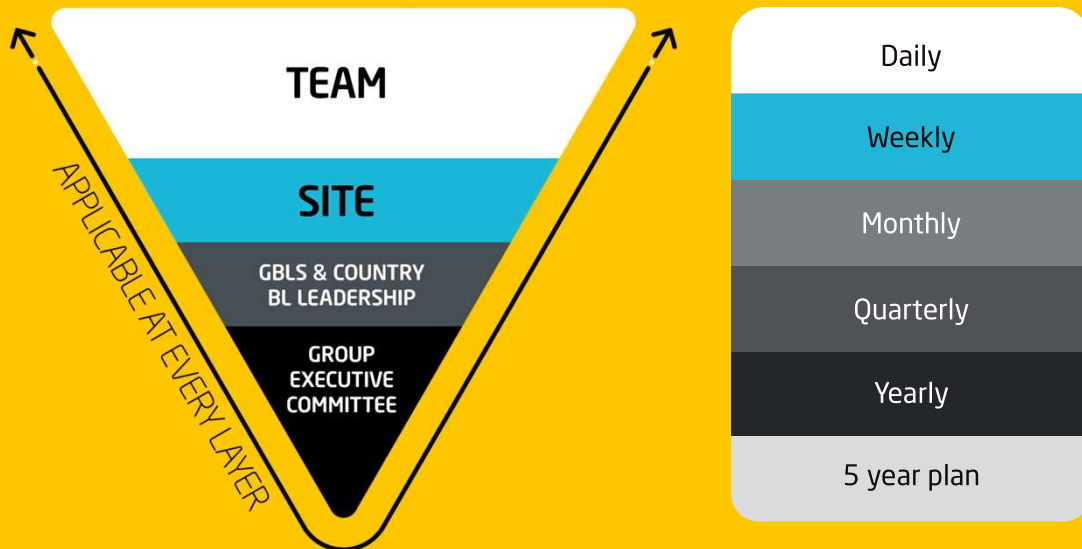 TEAM
SITE
GBLS & COUNTRY
BL LEADERSHIP
GROUP
EXECUTIVE
COMMITTEE
APPLICABLE AT EVERY LAYER
Daily
Weekly
Monthly
Quarterly
Yearly
5 year plan